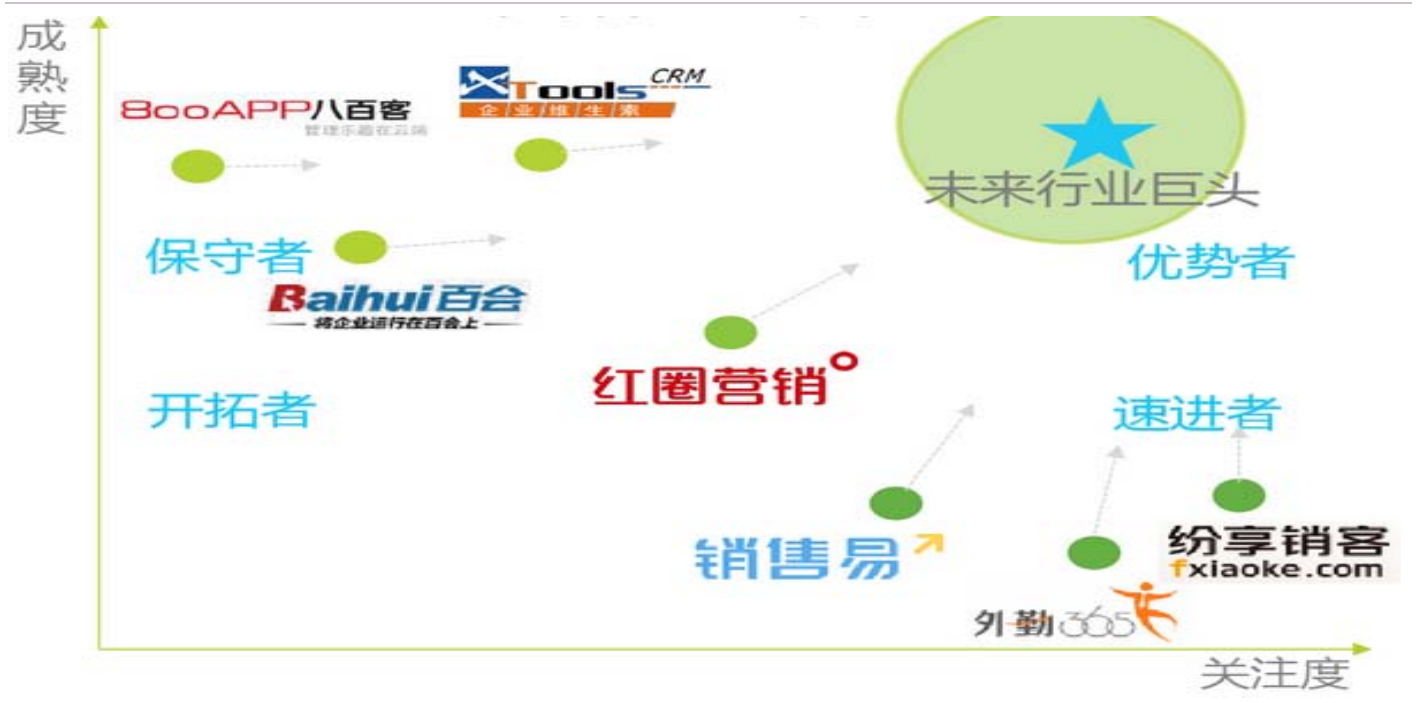 成熟度
800APP八百客
管理乐趣在云端
XTools CRM
企业维生素
未来行业巨头
保守者
优势者
Baihui百会
将企业运行在百会上
红圈营销
开拓者
速进者
销售易
纷享销客
fxiaoke.com
外勤365
关注度